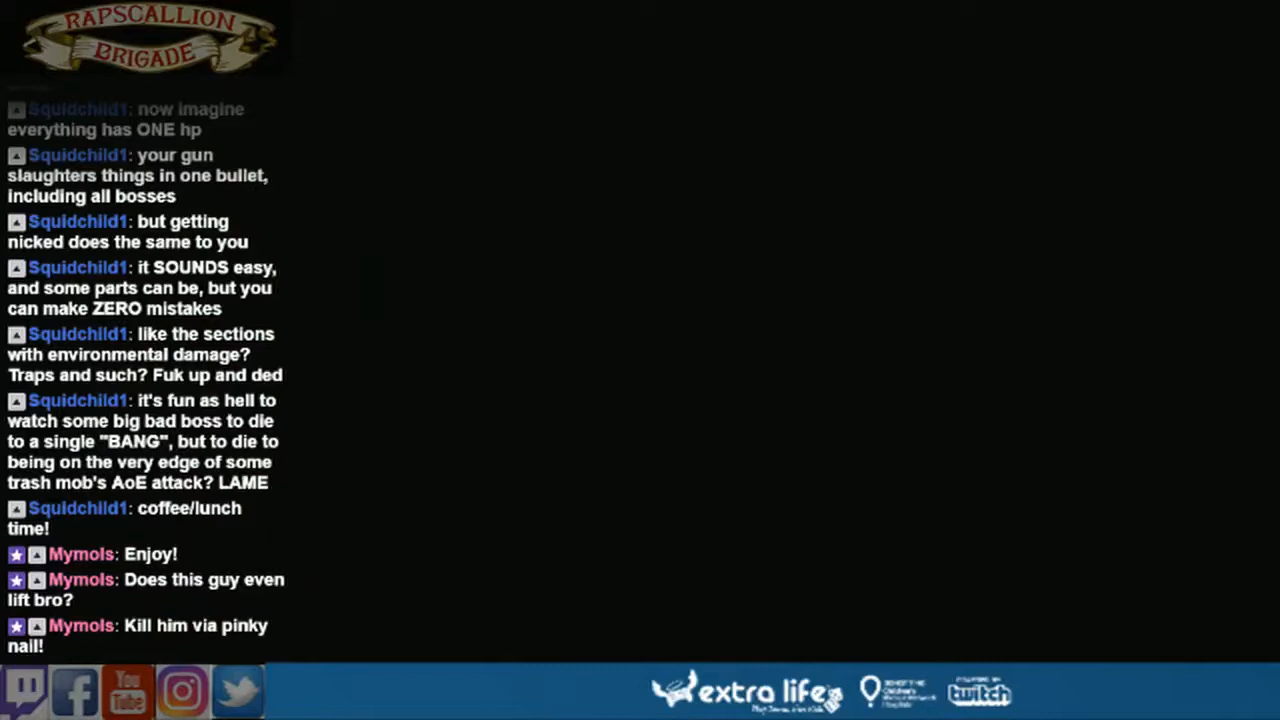 RAPSCALLION
BRIGADE
Squidchild1: now imagine
everything has ONE hp
Squidchild1: your gun
slaughters things in one bullet,
including all bosses
Squidchild1: but getting
nicked does the same to you
Squidchild1: it SOUNDS easy,
and some parts can be, but you
can make ZERO mistakes
Squidchild1: like the sections
with environmental damage?
Traps and such? Fuk up and ded
Squidchild1: it's fun as hell to
watch some big bad boss to die
to a single "BANG", but to die to
being on the very edge of some
trash mob's AoE attack? LAME
Squidchild1: coffee/lunch
time!
Mymols: Enjoy!
Mymols: Does this guy even
lift bro?
Mymols: Kill him via pinky
nail!
You
Tube
extra life
twitch